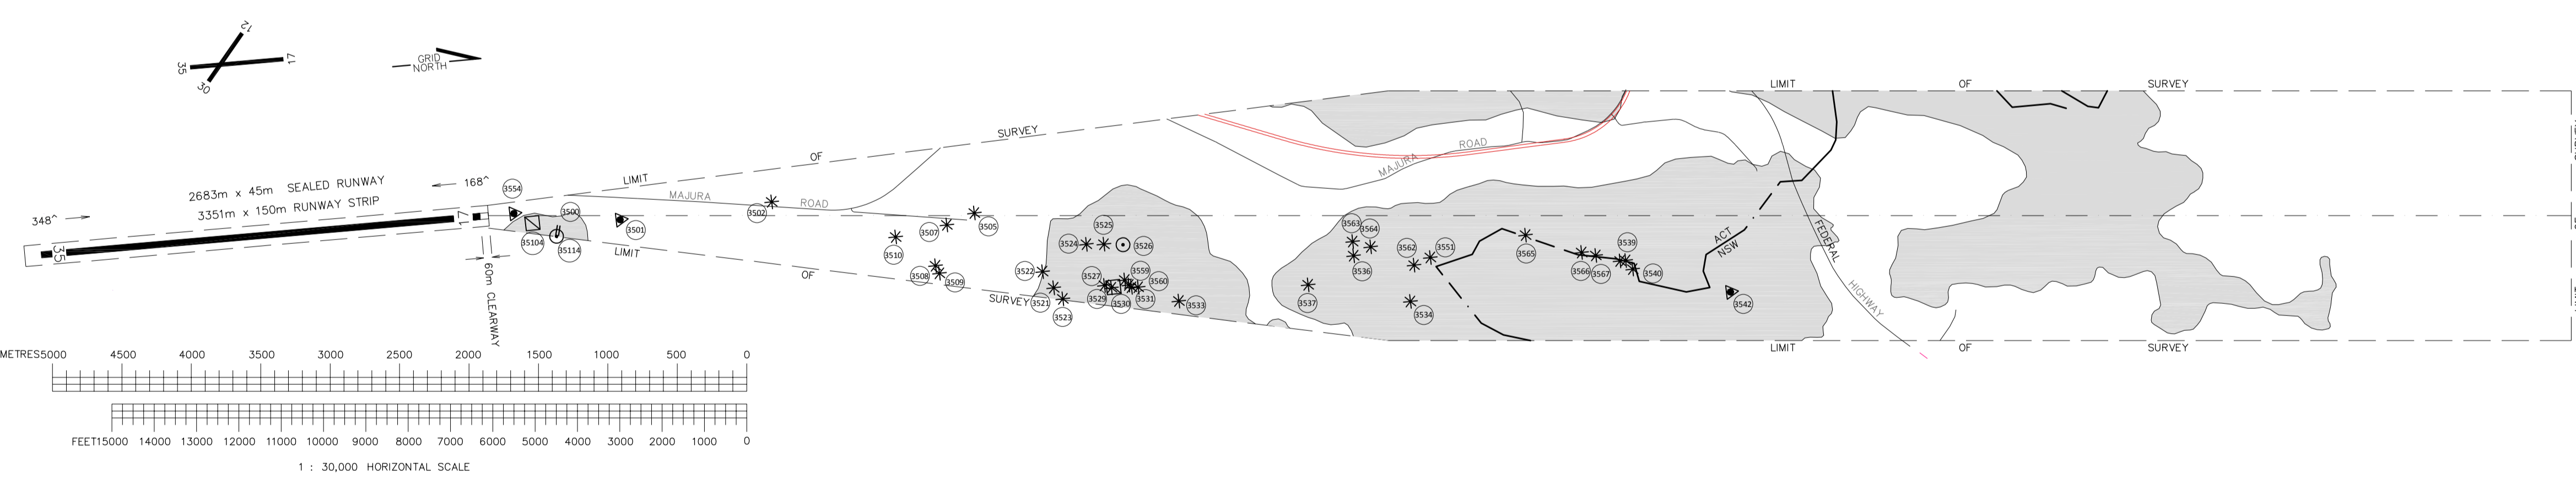 12
35
17
30
GRID
NORTH
348^
2683m x 45m SEALED RUNWAY
3351m x 150m RUNWAY STRIP
168^
35
17
60m CLEARWAY
3554
3500
35104
35114
3501
LIMIT
OF
SURVEY
LIMIT
OF
SURVEY
MAJURA
ROAD
3502
3505
3507
3510
3508
3509
3521
3522
3523
3524
3525
3526
3527
3559
3560
3529
3530
3531
3533
MAJURA
ROAD
3563
3564
3536
3537
3562
3551
3534
3565
3566
3567
3539
3540
3542
ACT
NSW
FEDERAL
HIGHWAY
LIMIT
OF
SURVEY
LIMIT
OF
SURVEY
METRES5000 4500 4000 3500 3000 2500 2000 1500 1000 500 0
FEET15000 14000 13000 12000 11000 10000 9000 8000 7000 6000 5000 4000 3000 2000 1000 0
1 : 30,000 HORIZONTAL SCALE